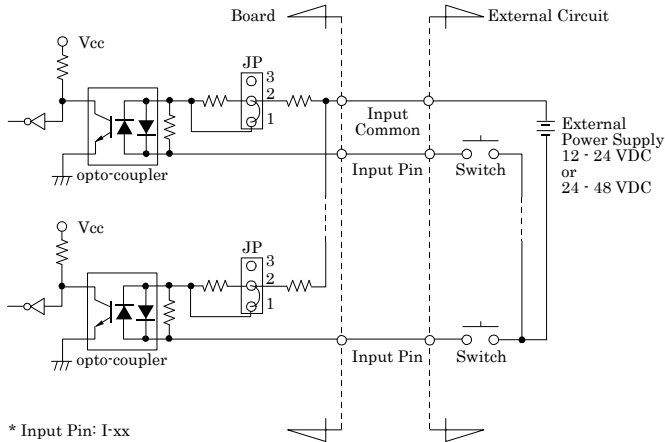 Board
External Circuit
Vcc
JP
3
2
1
Input
Common
External
Power Supply
12 - 24 VDC
or
24 - 48 VDC
opto-coupler
Input Pin
Switch
Vcc
JP
3
2
1
opto-coupler
Input Pin
Switch
* Input Pin: I-xx